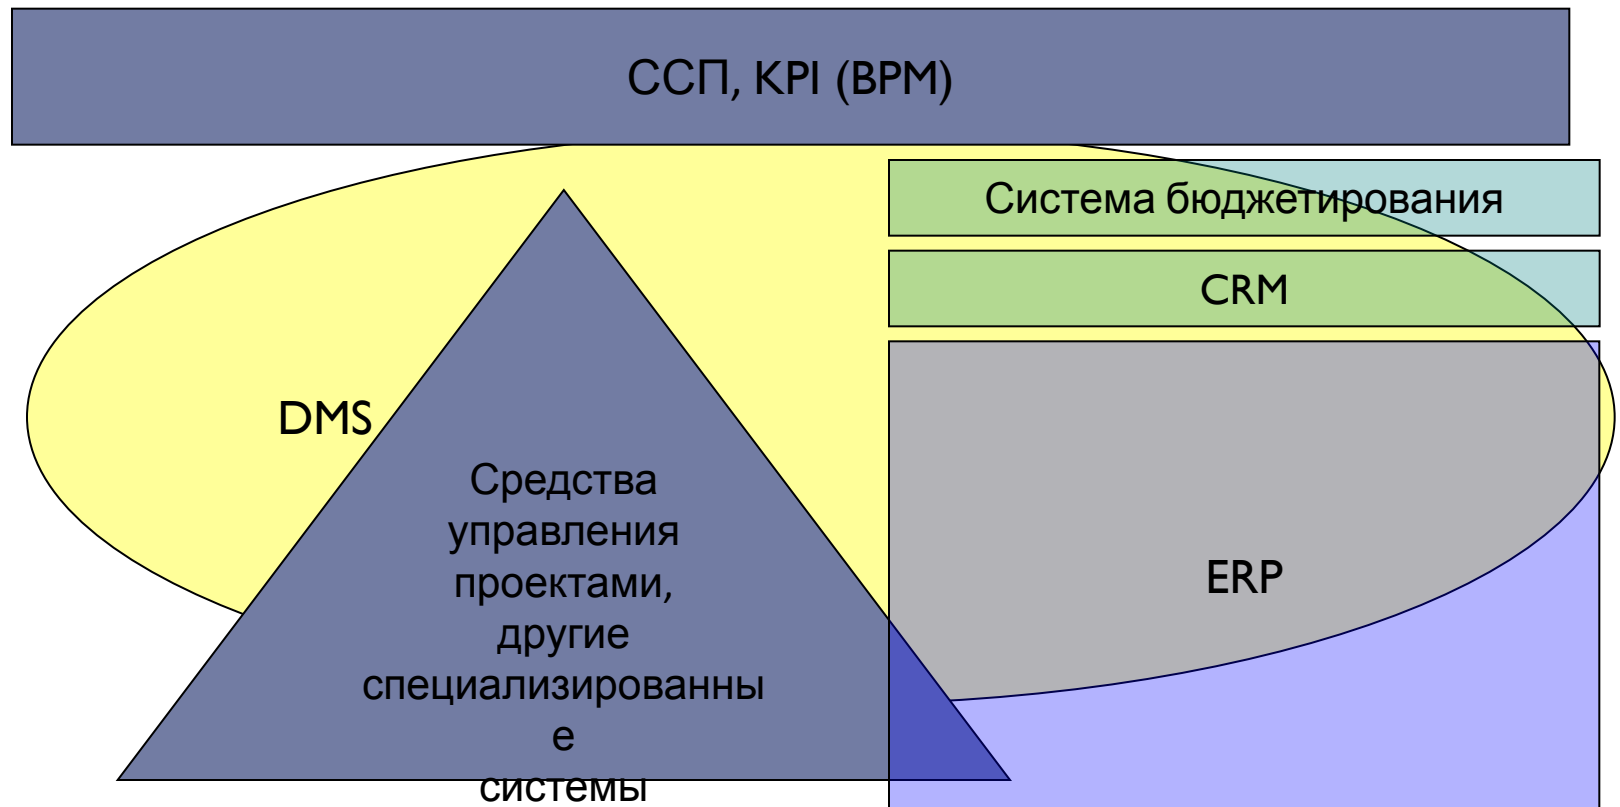 ССП, KPI (BPM)
Система бюджетирования
CRM
DMS
Средства
управления
проектами,
другие
специализированны
е
системы
ERP